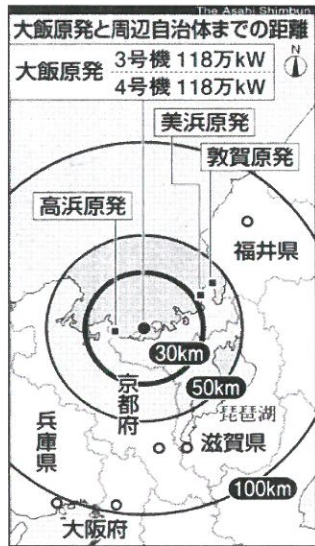 The Asahi Shimbun
大飯原発と周辺自治体までの距離
大飯原発
3号機 118万kW
4号機 118万kW
N
美浜原発
敦賀原発
高浜原発
福井県
30km
50km
京都府
琵琶湖
兵庫県
滋賀県
100km
大阪府